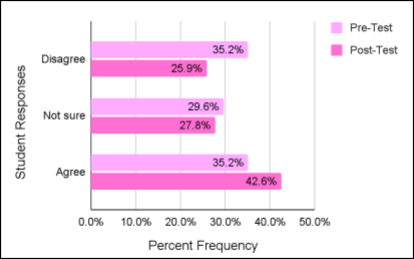 Pre-Test
Post-Test
Student Responses
Disagree
35.2%
25.9%
Not sure
29.6%
27.8%
Agree
35.2%
42.6%
0.0% 10.0% 20.0% 30.0% 40.0% 50.0%
Percent Frequency